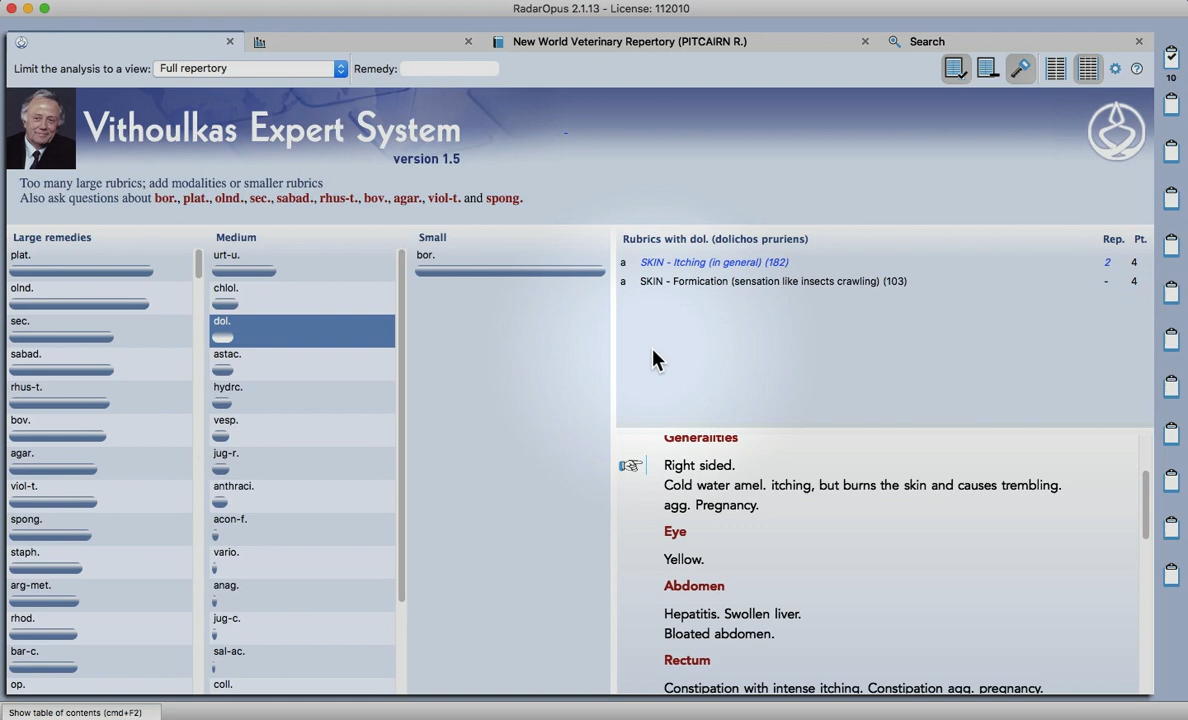 RadarOpus 2.1.13 - License: 112010
New World Veterinary Repertory (PITCAIRN R.)
Search
Limit the analysis to a view: Full repertory Remedy:
10
Vithoulkas Expert System
version 1.5
Too many large rubrics; add modalities or smaller rubrics
Also ask questions about bor., plat., olnd., sec., sabad., rhus-t., bov., agar., viol-t. and spong.
Large remedies
plat.
olnd.
sec.
sabad.
rhus-t.
bov.
agar.
viol-t.
spong.
staph.
arg-met.
rhod.
bar-c.
op.
Medium
urt-u.
chlol.
dol.
astac.
hydrc.
vesp.
jug-r.
anthraci.
acon-f.
vario.
anag.
jug-c.
sal-ac.
coll.
Small
bor.
Rubrics with dol. (dolichos pruriens) Rep. Pt.
a SKIN - Itching (in general) (182) 2 4
a SKIN - Formication (sensation like insects crawling) (103) - 4
Generalities
Right sided.
Cold water amel. itching, but burns the skin and causes trembling.
agg. Pregnancy.
Eye
Yellow.
Abdomen
Hepatitis. Swollen liver.
Bloated abdomen.
Rectum
Constipation with intense itching. Constipation agg. pregnancy.
Show table of contents (cmd+F2)